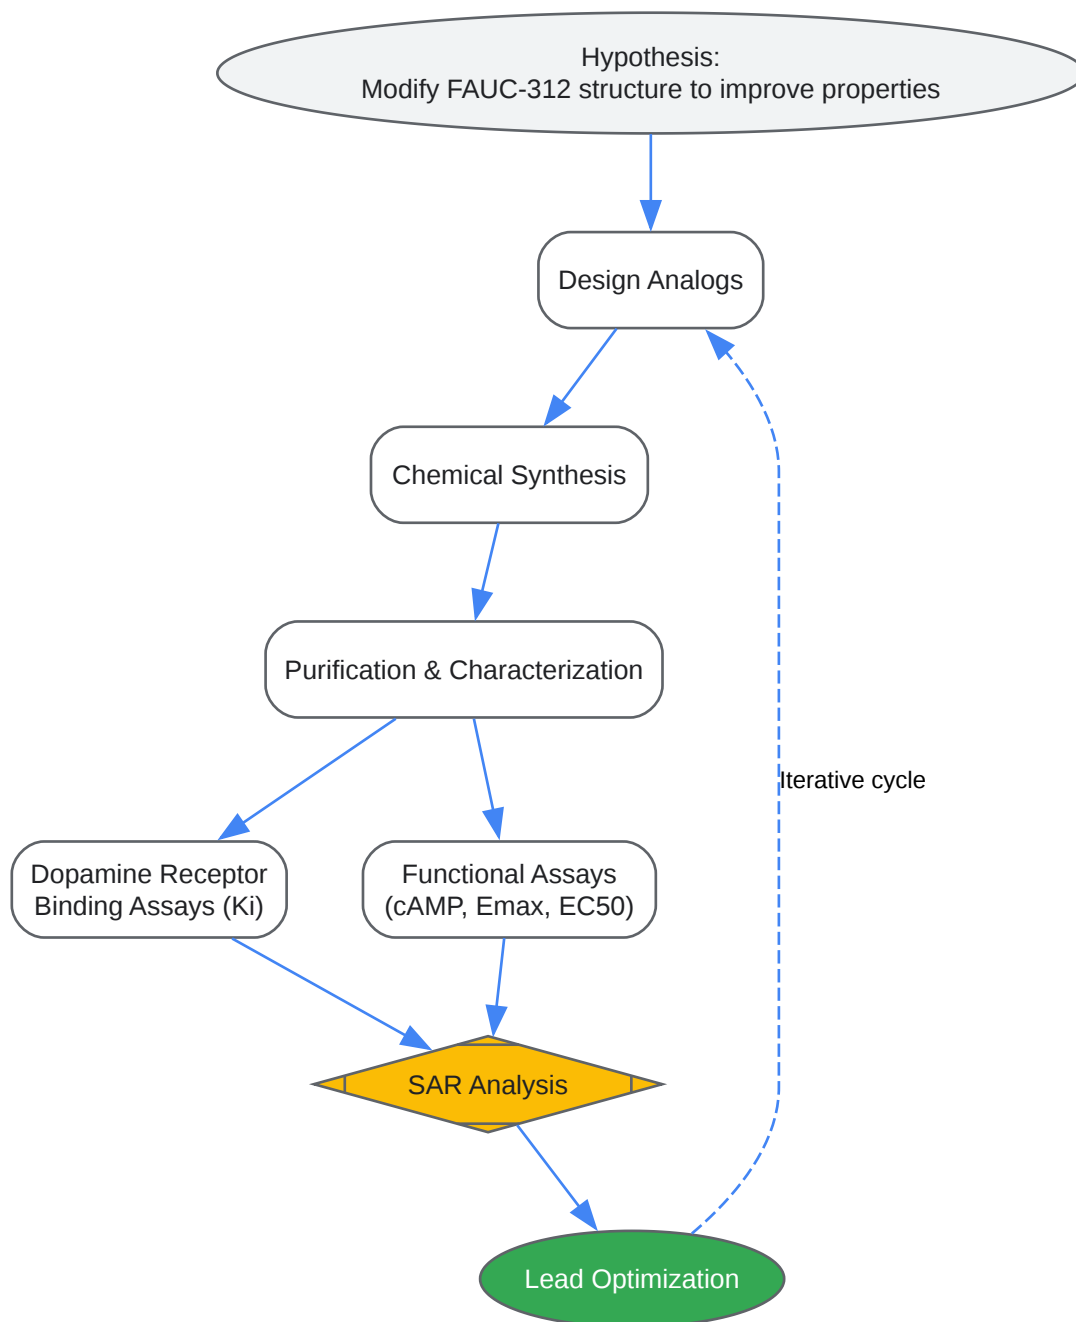 Hypothesis:
Modify FAUC-312 structure to improve properties
Design Analogs
Chemical Synthesis
Purification & Characterization
Iterative cycle
Dopamine Receptor
Binding Assays (Ki)
Functional Assays
(cAMP, Emax, EC50)
SAR Analysis
Lead Optimization